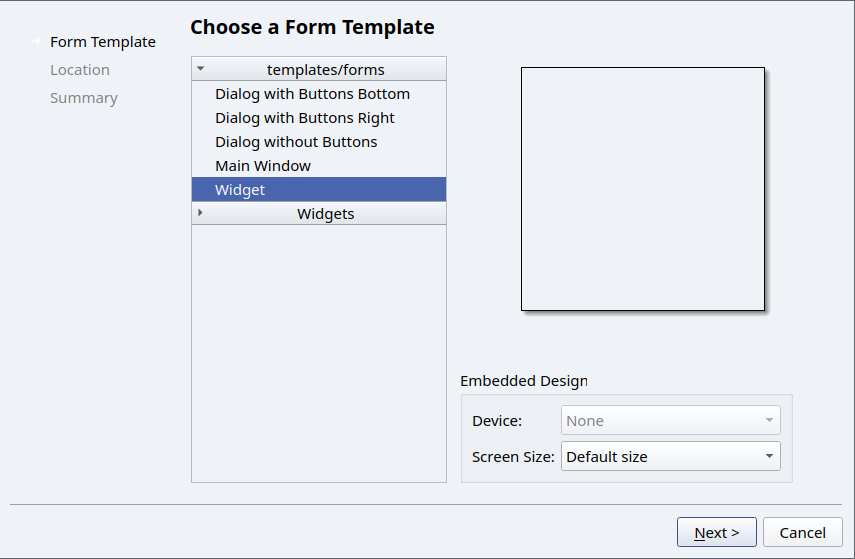 Form Template
Location
Summary
Choose a Form Template
templates/forms
Dialog with Buttons Bottom
Dialog with Buttons Right
Dialog without Buttons
Main Window
Widget
Widgets
Embedded Design
Device: None
Screen Size: Default size
Next > Cancel